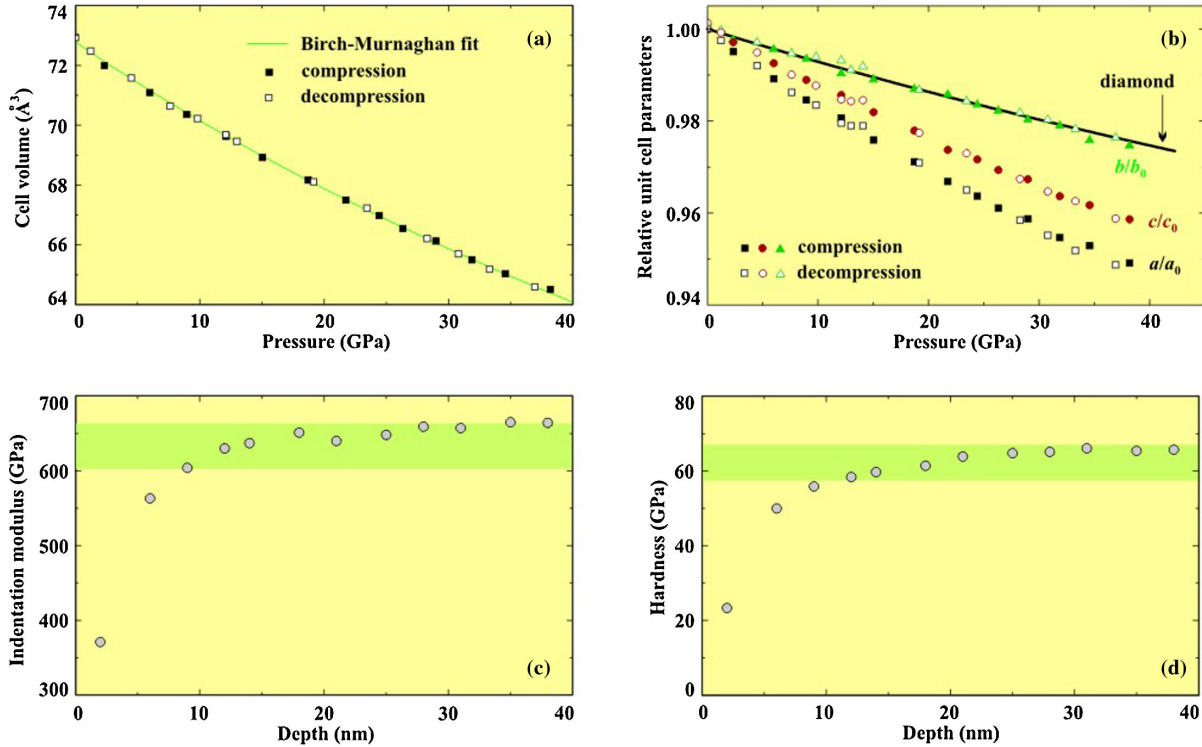 74
72
70
68
66
64
Cell volume (Å³)
0
10
20
30
40
Pressure (GPa)
(a)
Birch-Murnaghan fit
compression
decompression
1.00
0.98
0.96
0.94
Relative unit cell parameters
0
10
20
30
40
Pressure (GPa)
(b)
diamond
b/b₀
c/c₀
a/a₀
compression
decompression
700
600
500
400
300
Indentation modulus (GPa)
0
10
20
30
40
Depth (nm)
(c)
80
60
40
20
0
Hardness (GPa)
0
10
20
30
40
Depth (nm)
(d)